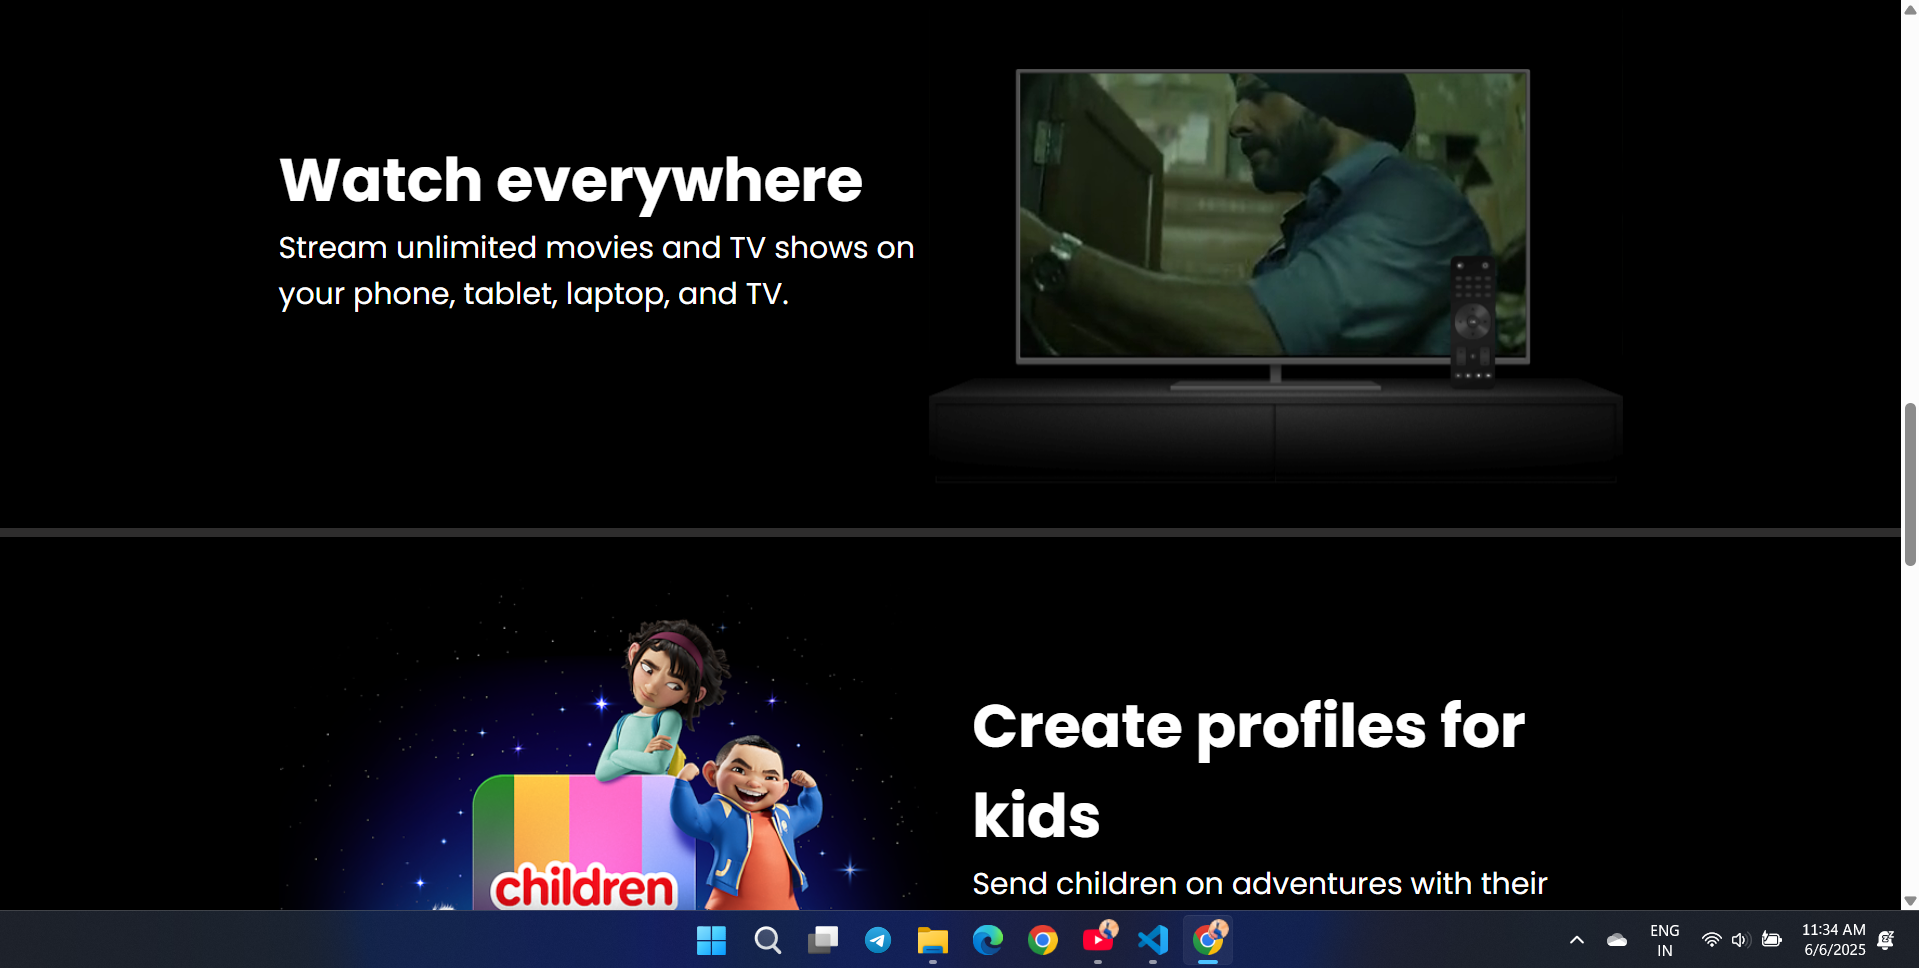 Watch everywhere
Stream unlimited movies and TV shows on
your phone, tablet, laptop, and TV.
children
Create profiles for
kids
Send children on adventures with their
ENG
IN
11:34 AM
6/6/2025